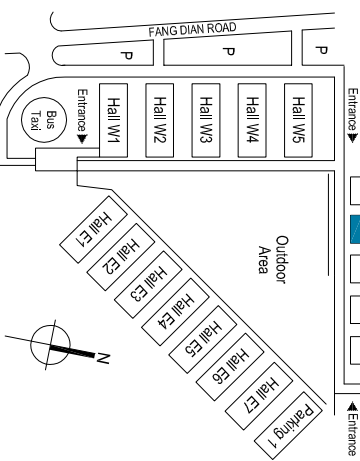 FANG DIAN ROAD
P
P
P
Entrance
Hall W1
Hall W2
Hall W3
Hall W4
Hall W5
Entrance
Bus
Taxi
Outdoor
Area
Hall E1
Hall E2
Hall E3
Hall E4
Hall E5
Hall E6
Hall E7
Parking 1
Entrance
N